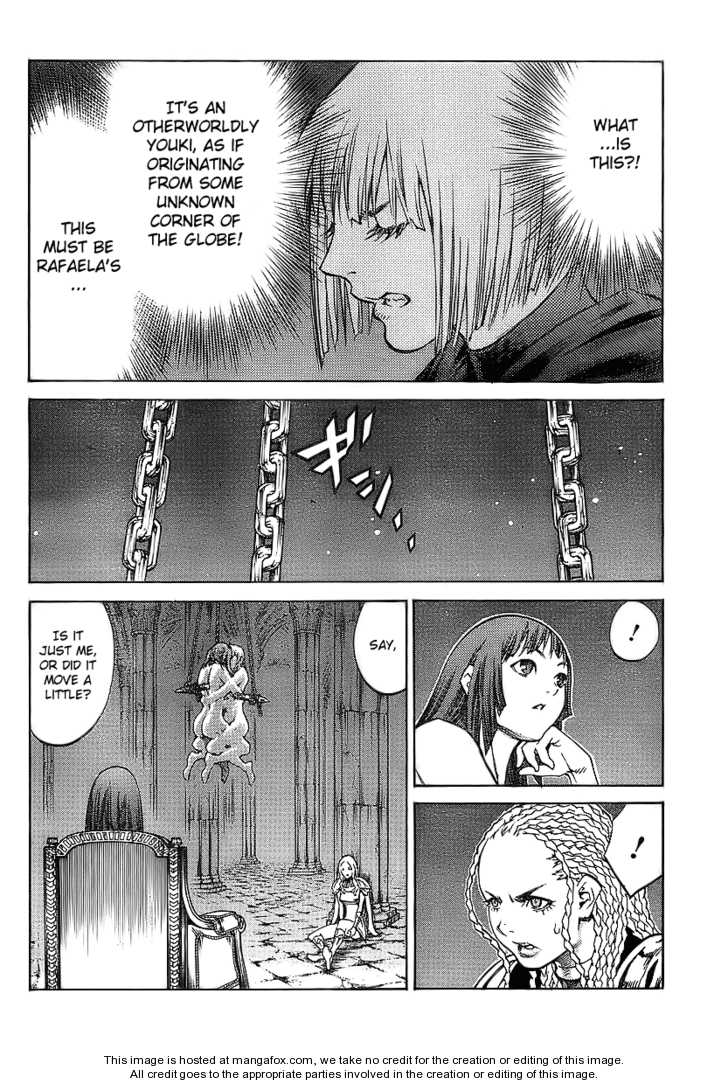 WHAT
...IS
THIS?!
IT'S AN
OTHERWORLDLY
YOUKI, AS IF
ORIGINATING
FROM SOME
UNKNOWN
CORNER OF
THE GLOBE!
THIS
MUST BE
RAFAELA'S
...
ギシ
!
!
SAY,
IS IT
JUST ME,
OR DID IT
MOVE A
LITTLE?
This image is hosted at mangafox.com, we take no credit for the creation or editing of this image.
All credit goes to the appropriate parties involved in the creation and editing of this image.